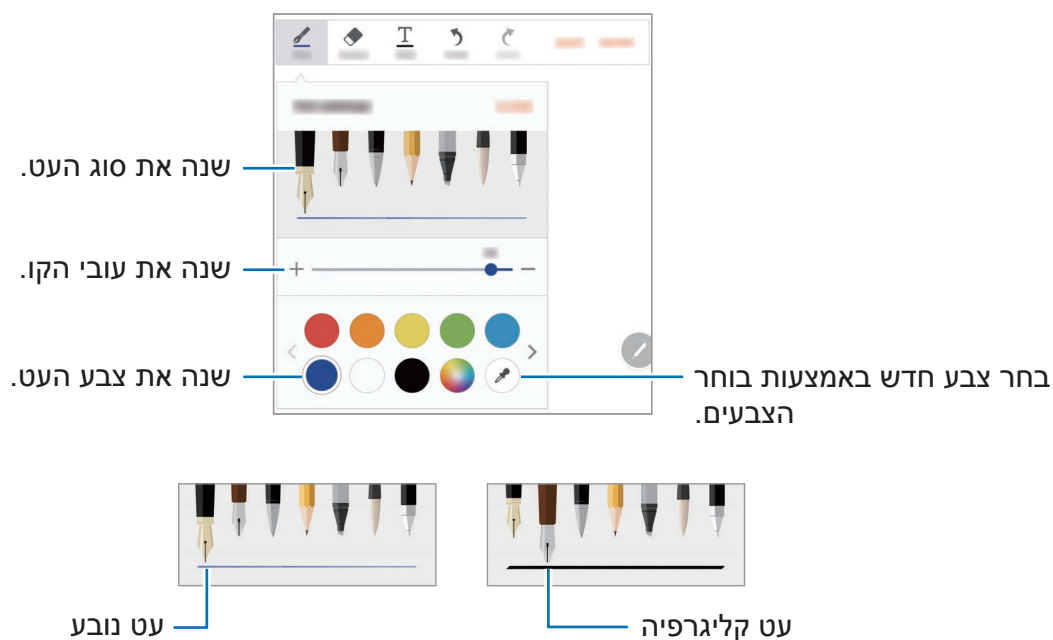 T
שנה את סוג העט.
שנה את עובי הקו.
שנה את צבע העט.
בחר צבע חדש באמצעות בוחר
הצבעים.
עט נובע
עט קליגרפיה